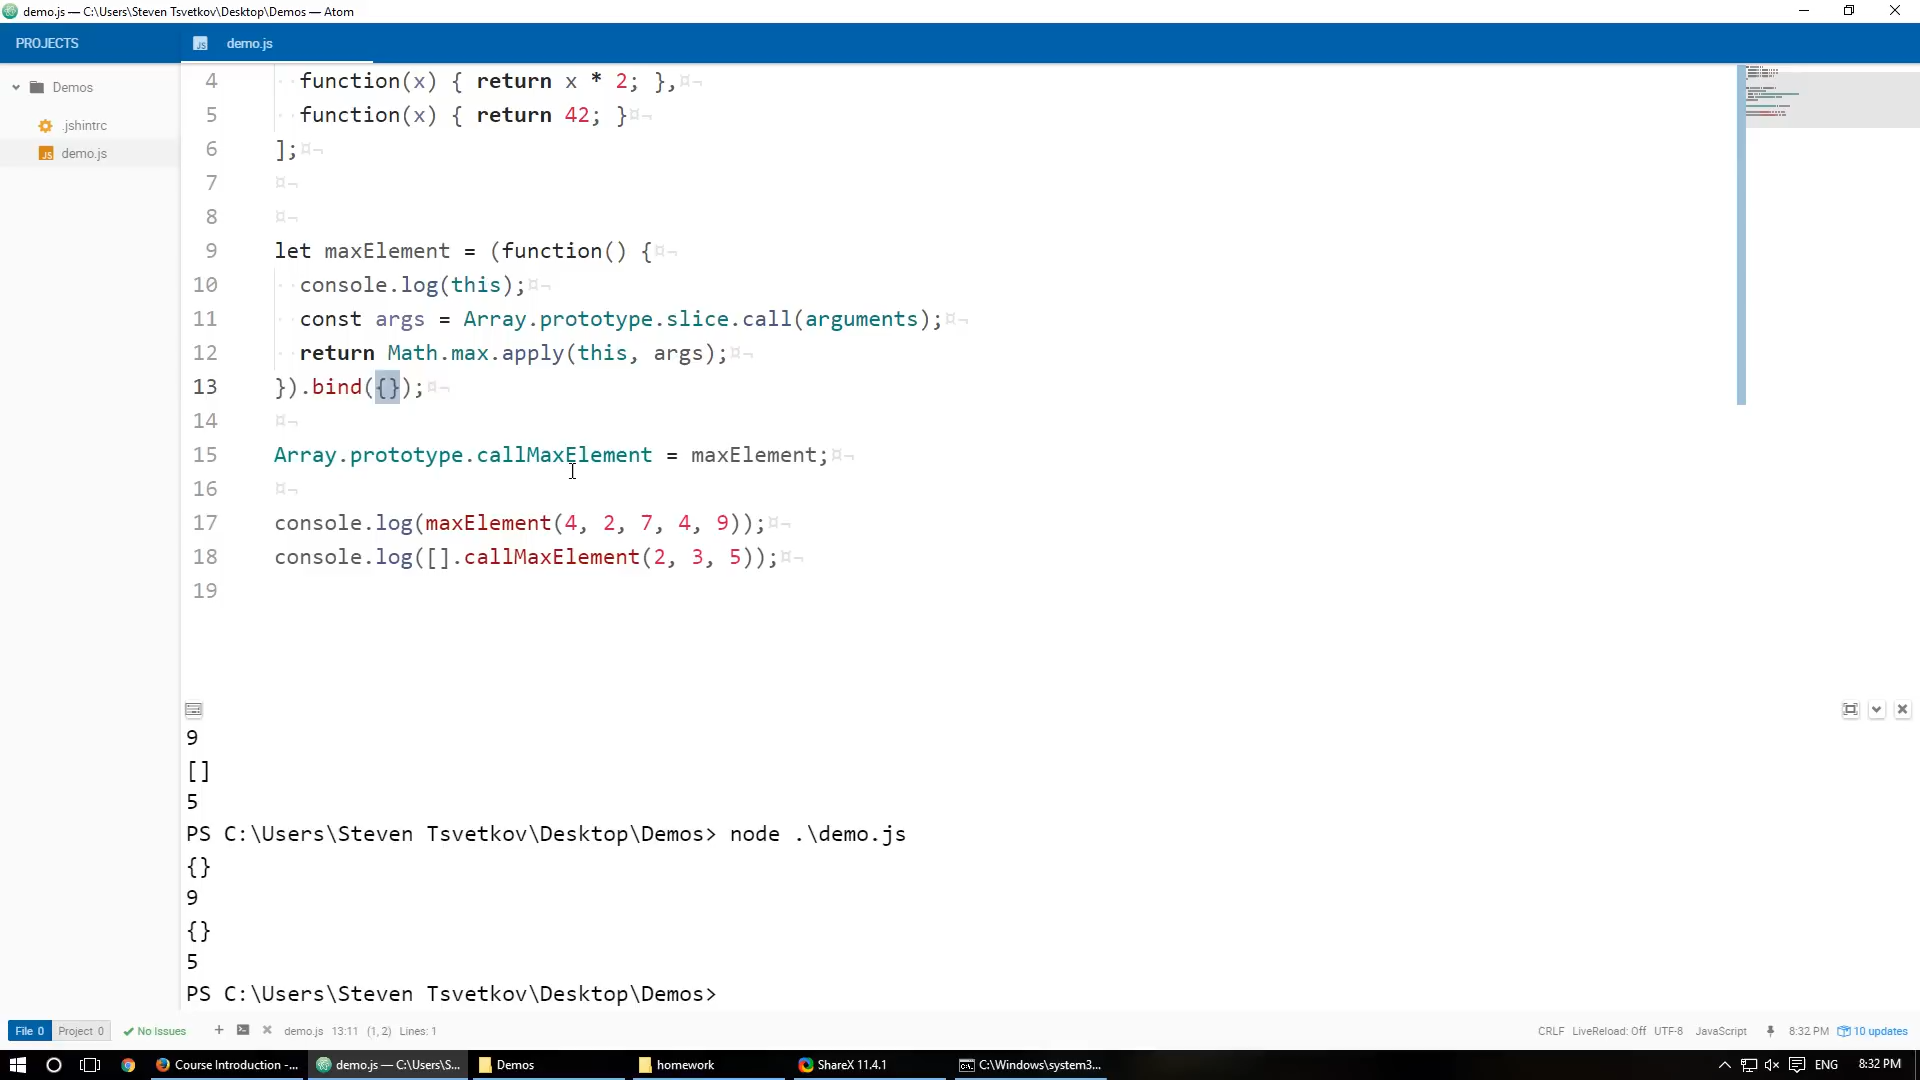 demo.js — C:\Users\Steven Tsvetkov\Desktop\Demos — Atom
PROJECTS
demo.js
Demos
.jshintrc
demo.js
4 function(x) { return x * 2; },¤¬
5 function(x) { return 42; }¤¬
6 ];¤¬
7 ¤¬
8 ¤¬
9 let maxElement = (function() {¤¬
10 console.log(this);¤¬
11 const args = Array.prototype.slice.call(arguments);¤¬
12 return Math.max.apply(this, args);¤¬
13 }).bind({});¤¬
14 ¤¬
15 Array.prototype.callMaxElement = maxElement;¤¬
16 ¤¬
17 console.log(maxElement(4, 2, 7, 4, 9));¤¬
18 console.log([].callMaxElement(2, 3, 5));¤¬
19
9
[]
5
PS C:\Users\Steven Tsvetkov\Desktop\Demos> node .\demo.js
{}
9
{}
5
PS C:\Users\Steven Tsvetkov\Desktop\Demos>
File 0 Project 0 No Issues demo.js 13:11 (1, 2) Lines: 1 CRLF LiveReload: Off UTF-8 JavaScript 8:32 PM 10 updates
Course Introduction -... demo.js — C:\Users\S... Demos homework ShareX 11.4.1 C:\Windows\system3... ENG 8:32 PM